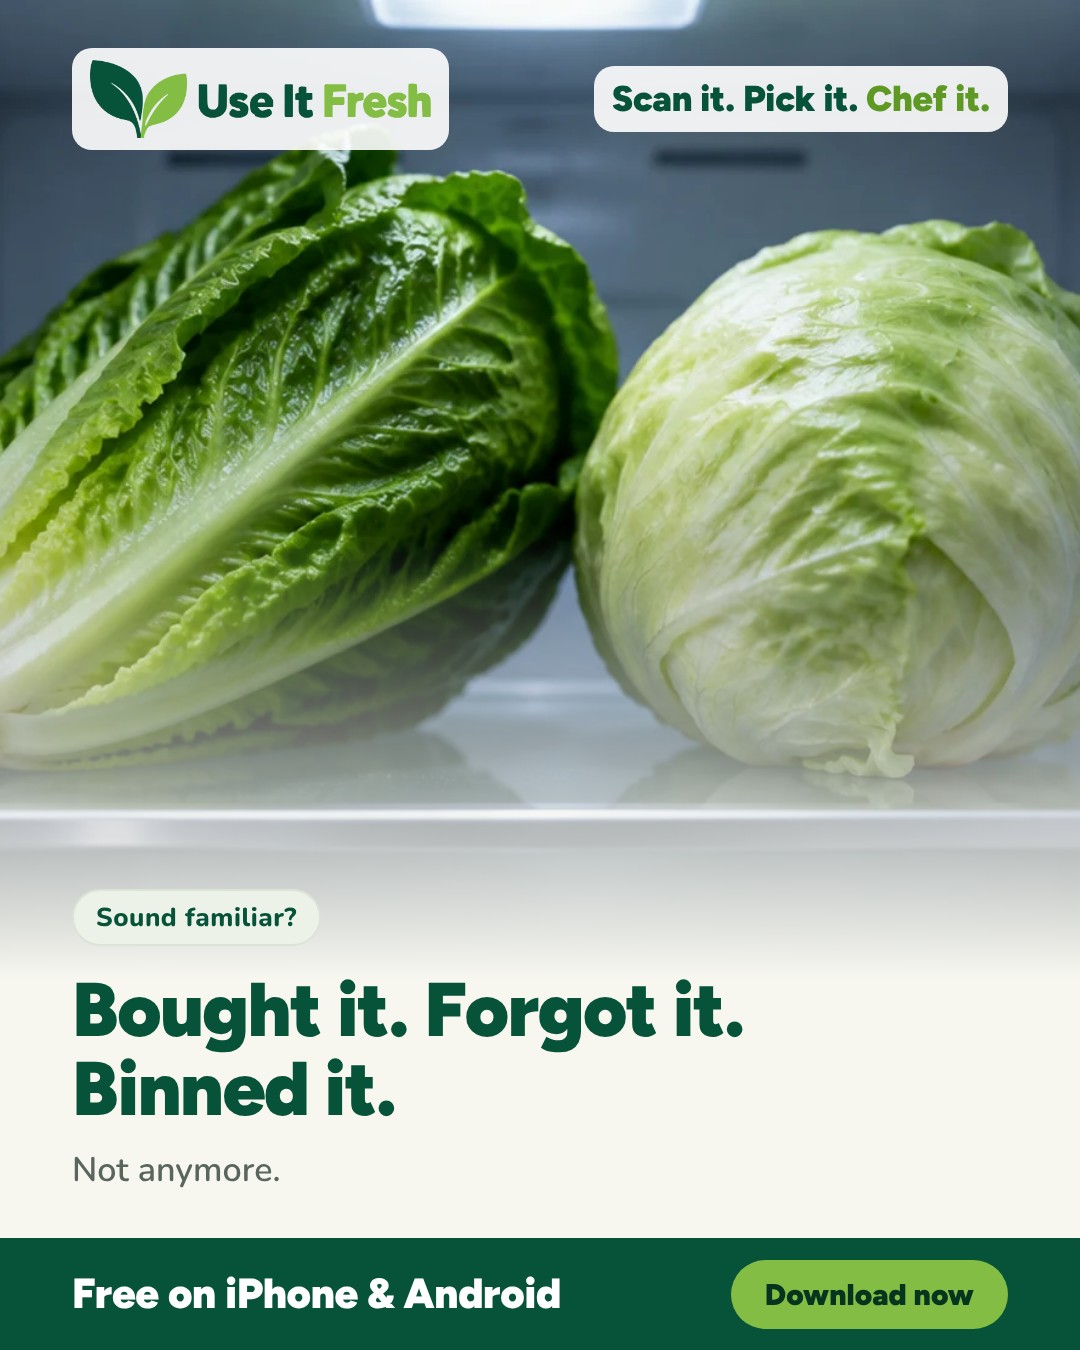 Use It Fresh
Scan it. Pick it. Chef it.
Sound familiar?
Bought it. Forgot it.
Binned it.
Not anymore.
Free on iPhone & Android
Download now